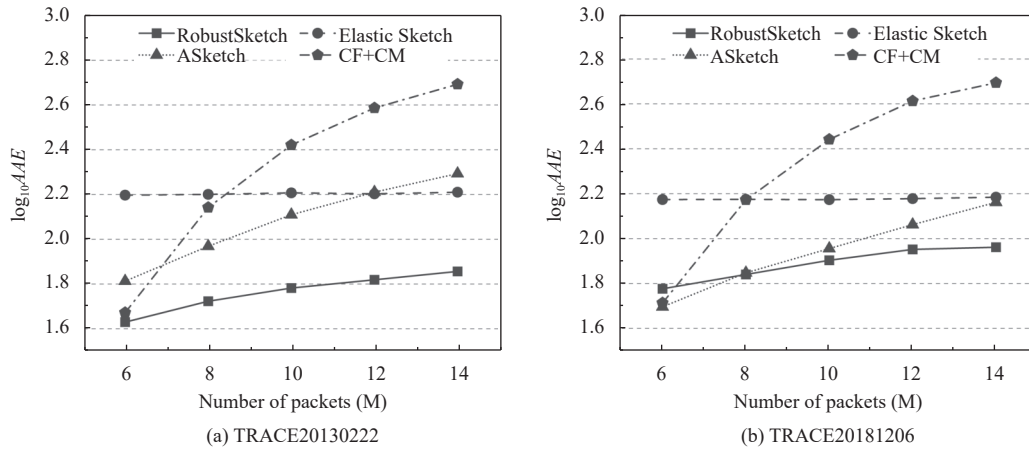 3.0
2.8
2.6
2.4
2.2
2.0
1.8
1.6
log₁₀AAE
RobustSketch
Elastic Sketch
ASketch
CF+CM
6
8
10
12
14
Number of packets (M)
(a) TRACE20130222
3.0
2.8
2.6
2.4
2.2
2.0
1.8
1.6
log₁₀AAE
RobustSketch
Elastic Sketch
ASketch
CF+CM
6
8
10
12
14
Number of packets (M)
(b) TRACE20181206